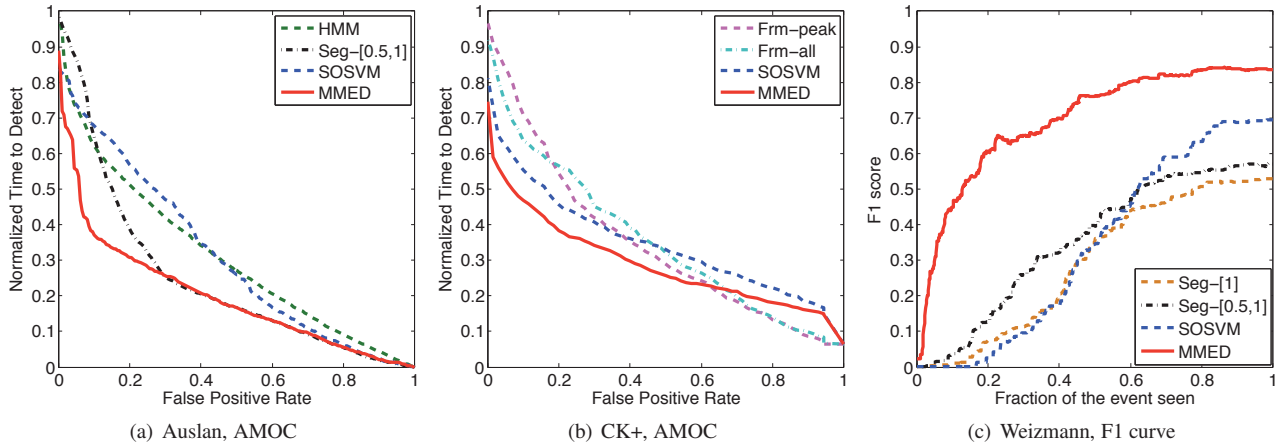 1
0.9
0.8
0.7
0.6
0.5
0.4
0.3
0.2
0.1
0
0 0.2 0.4 0.6 0.8 1
Normalized Time to Detect
False Positive Rate
HMM
Seg-[0.5,1]
SOSVM
MMED
(a) Auslan, AMOC
1
0.9
0.8
0.7
0.6
0.5
0.4
0.3
0.2
0.1
0
0 0.2 0.4 0.6 0.8 1
Normalized Time to Detect
False Positive Rate
Frm-peak
Frm-all
SOSVM
MMED
(b) CK+, AMOC
1
0.9
0.8
0.7
0.6
0.5
0.4
0.3
0.2
0.1
0
0 0.2 0.4 0.6 0.8 1
F1 score
Fraction of the event seen
Seg-[1]
Seg-[0.5,1]
SOSVM
MMED
(c) Weizmann, F1 curve